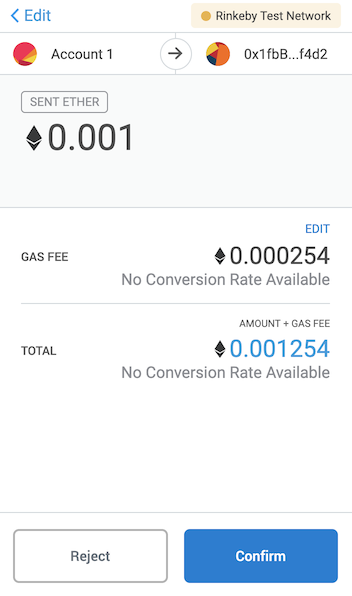 Edit
Rinkeby Test Network
Account 1
0x1fbB...f4d2
SENT ETHER
0.001
EDIT
GAS FEE
0.000254
No Conversion Rate Available
AMOUNT + GAS FEE
TOTAL
0.001254
No Conversion Rate Available
Reject
Confirm